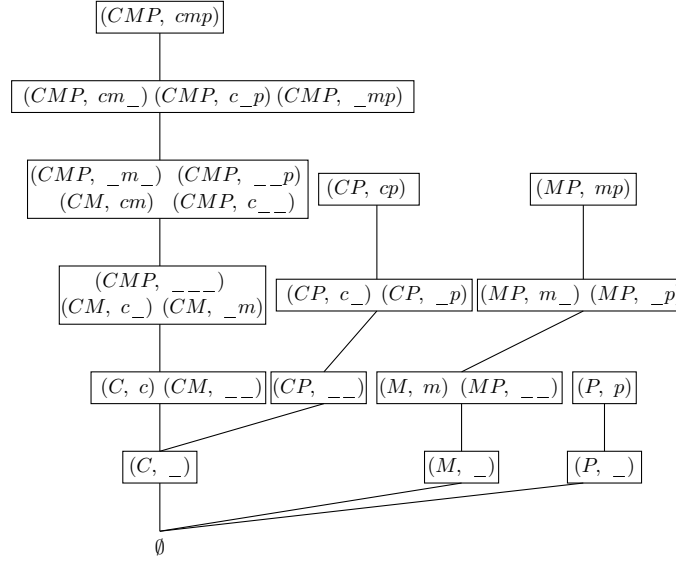 (CMP, cmp)
(CMP, cm_) (CMP, c_p) (CMP, _mp)
(CMP, _m_) (CMP, __p)
(CM, cm) (CMP, c__)
(CP, cp)
(MP, mp)
(CMP, ___)
(CM, c_) (CM, _m)
(CP, c_) (CP, _p)
(MP, m_) (MP, _p)
(C, c) (CM, __)
(CP, __)
(M, m) (MP, __)
(P, p)
(C, _)
(M, _)
(P, _)
∅